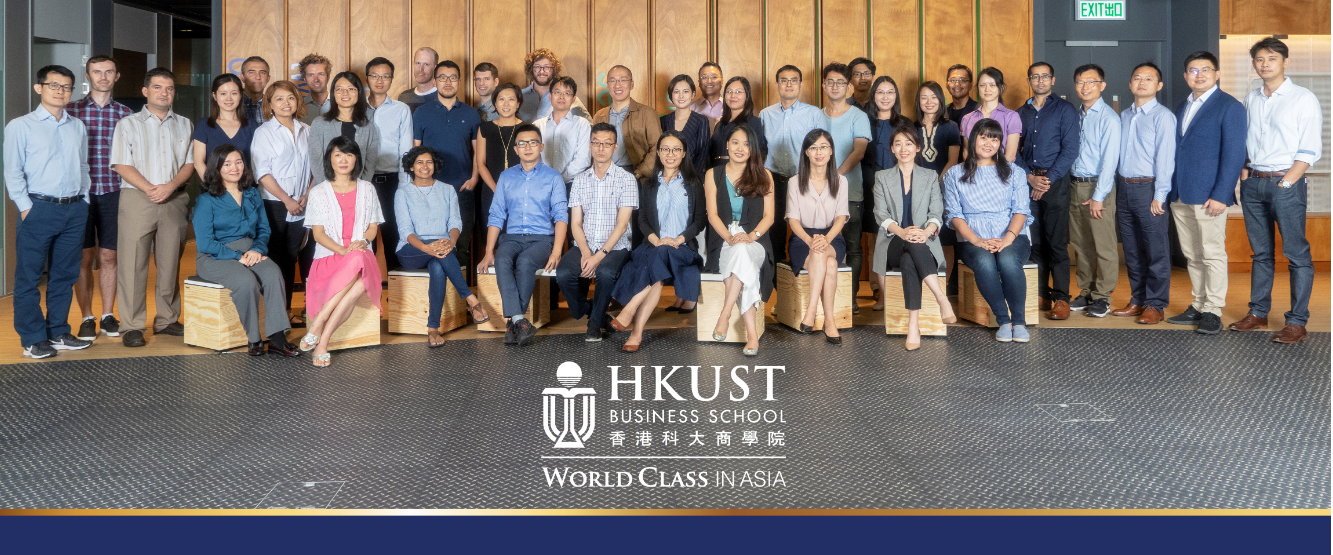 EXIT出口
HKUST
BUSINESS SCHOOL
香港科大商學院
WORLD CLASS IN ASIA